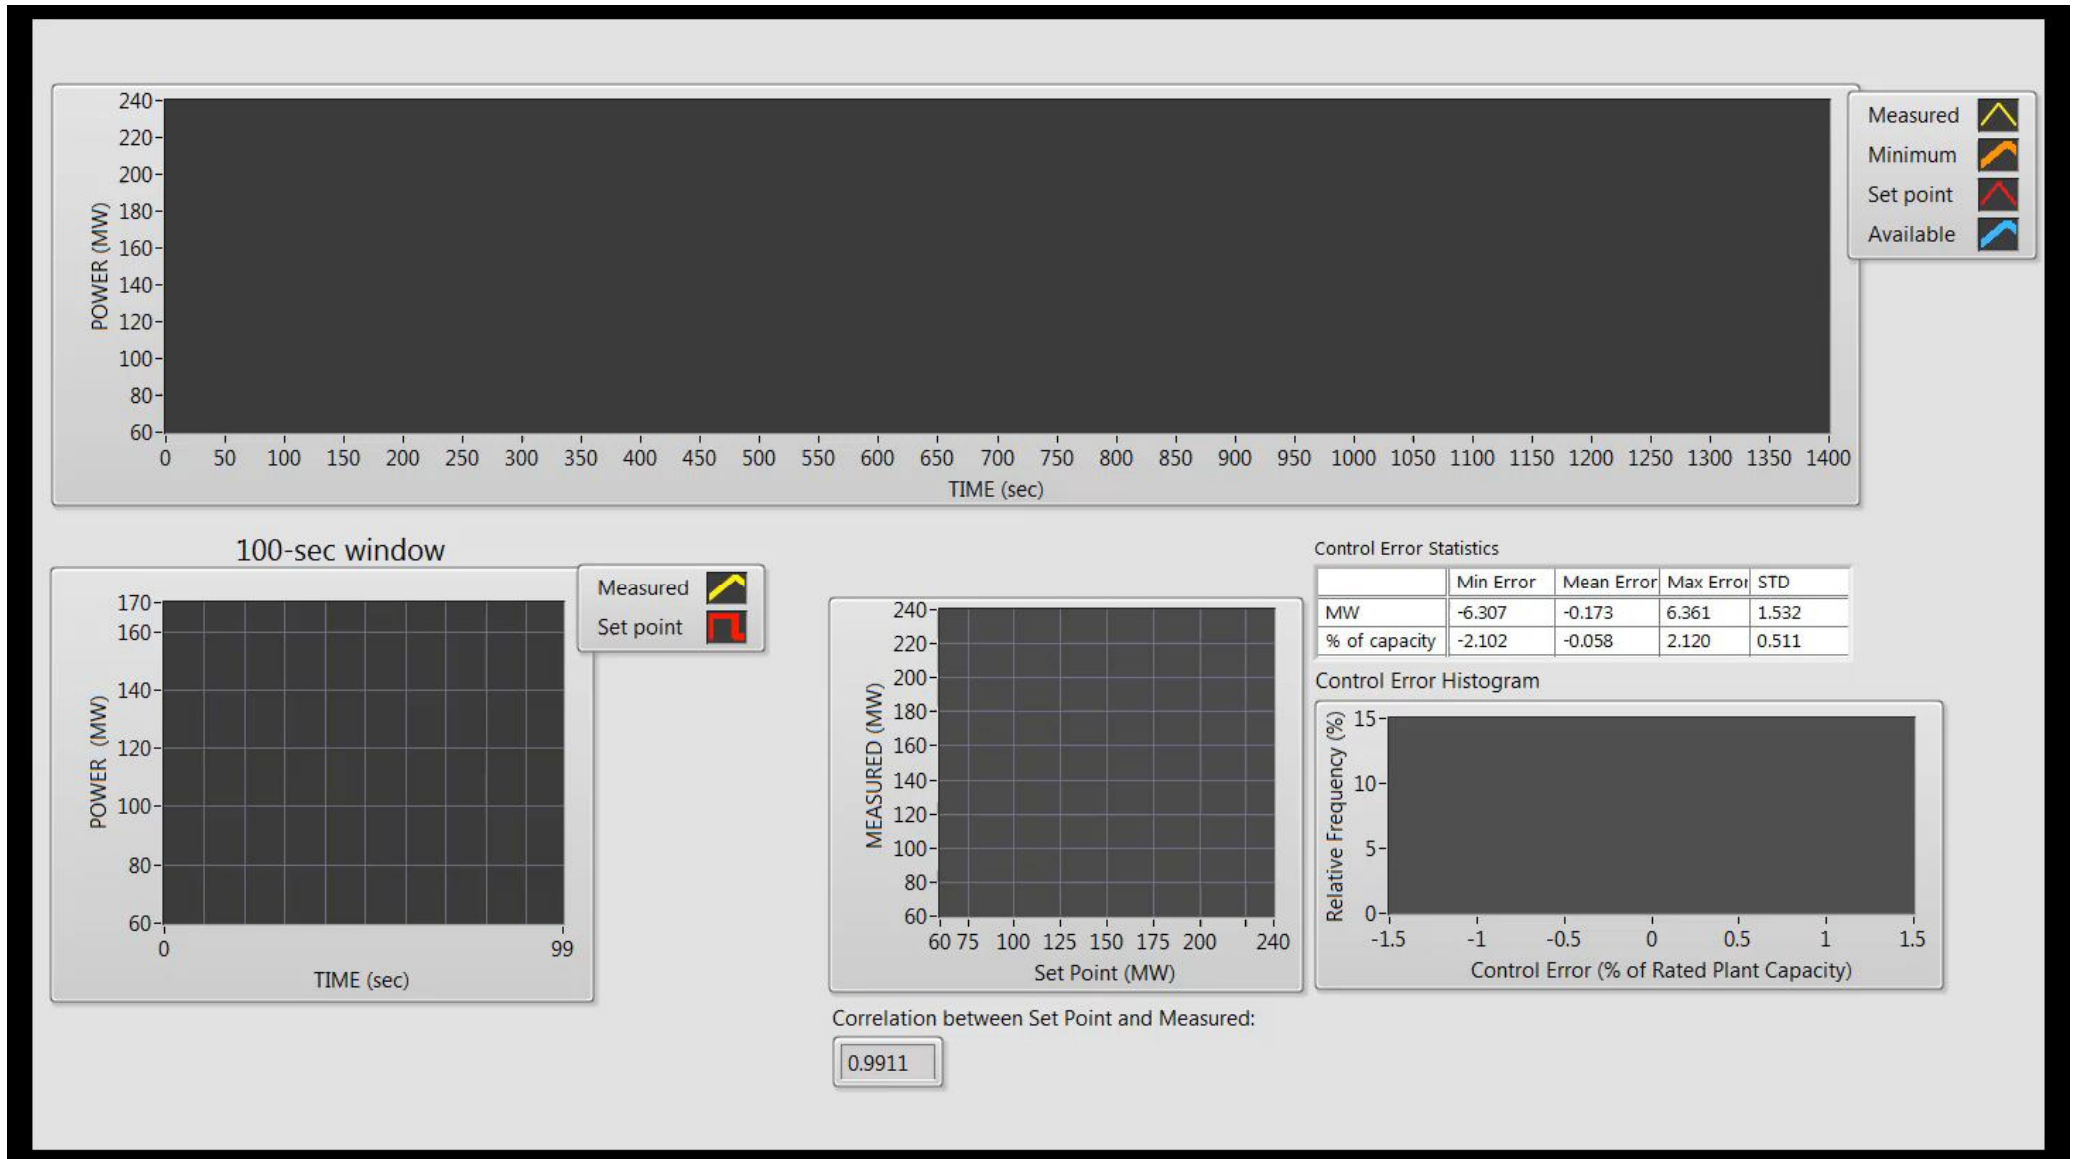 240
220
200
180
160
140
120
100
80
60
POWER (MW)
0 50 100 150 200 250 300 350 400 450 500 550 600 650 700 750 800 850 900 950 1000 1050 1100 1150 1200 1250 1300 1350 1400
TIME (sec)
Measured
Minimum
Set point
Available
100-sec window
170
160
140
120
100
80
60
POWER (MW)
0 99
TIME (sec)
Measured
Set point
240
220
200
180
160
140
120
100
80
60
MEASURED (MW)
60 75 100 125 150 175 200 240
Set Point (MW)
Correlation between Set Point and Measured:
0.9911
Control Error Statistics
Min Error Mean Error Max Error STD
MW -6.307 -0.173 6.361 1.532
% of capacity -2.102 -0.058 2.120 0.511
Control Error Histogram
Relative Frequency (%)
15
10
5
0
-1.5 -1 -0.5 0 0.5 1 1.5
Control Error (% of Rated Plant Capacity)